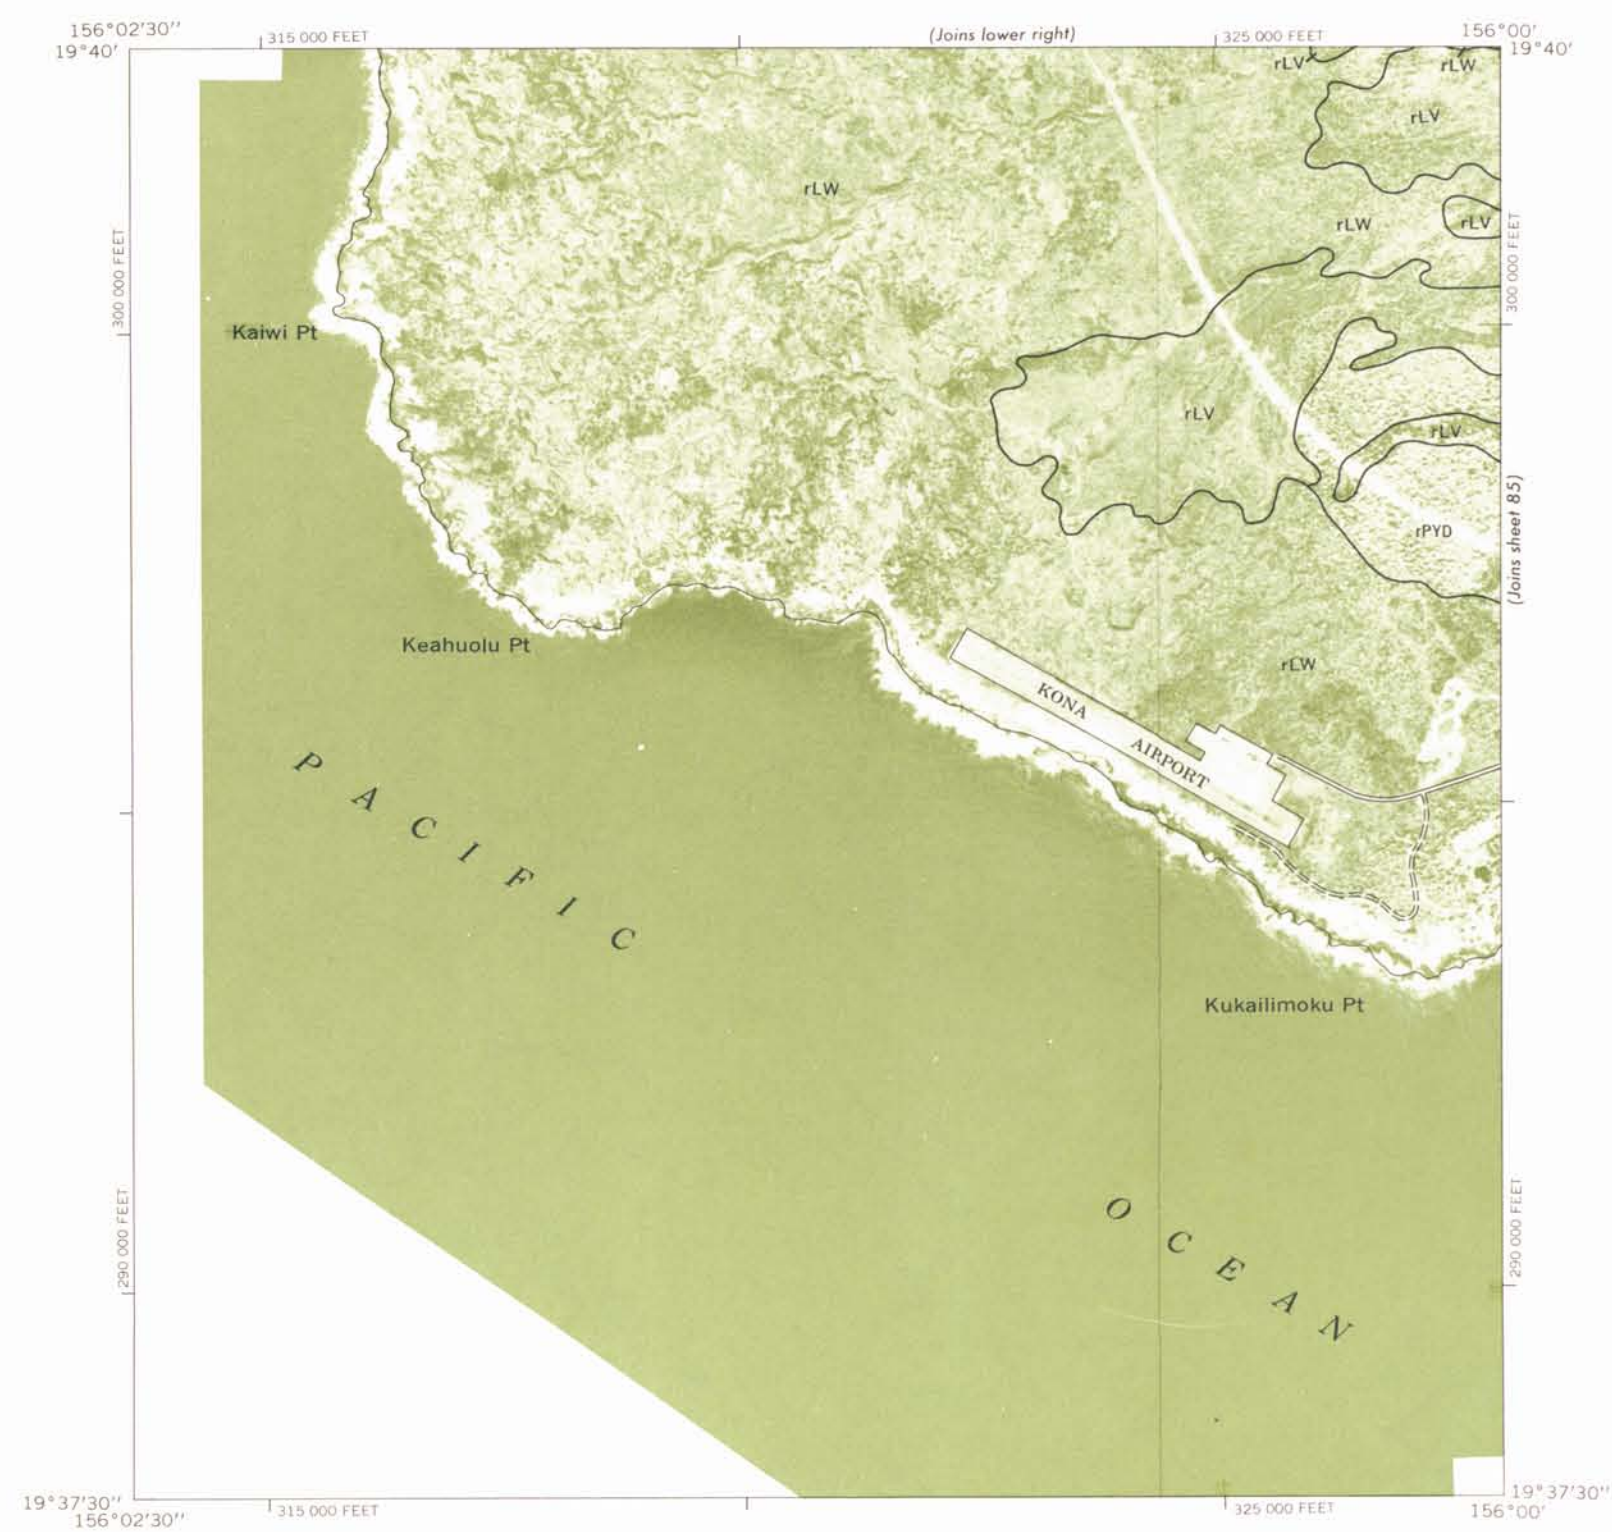 156°02'30"
315 000 FEET
(Joins lower right)
325 000 FEET
156°00'
19°40'
19°40'
rLV
rLW
rLV
rLW
rLW
rLV
300 000 FEET
300 000 FEET
Kaiwi Pt
rLV
rLV
rPYD
(Joins sheet 85)
Keahuolu Pt
rLW
KONA
AIRPORT
PACIFIC
Kukailimoku Pt
OCEAN
290 000 FEET
290 000 FEET
19°37'30"
19°37'30"
156°02'30"
315 000 FEET
325 000 FEET
156°00'